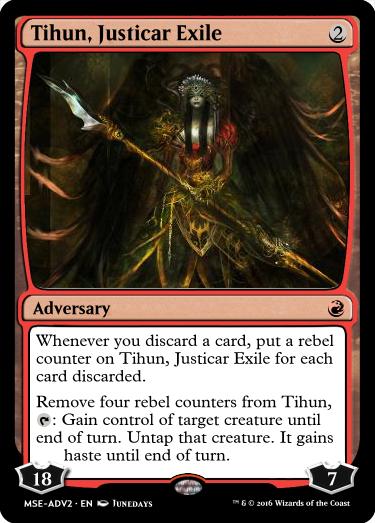 Tihun, Justicar Exile 2
Adversary
Whenever you discard a card, put a rebel
counter on Tihun, Justicar Exile for each
card discarded.
Remove four rebel counters from Tihun,
: Gain control of target creature until
end of turn. Untap that creature. It gains
haste until end of turn.
18
7
MSE-ADV2 • EN JUNEDAYS
™ & © 2016 Wizards of the Coast